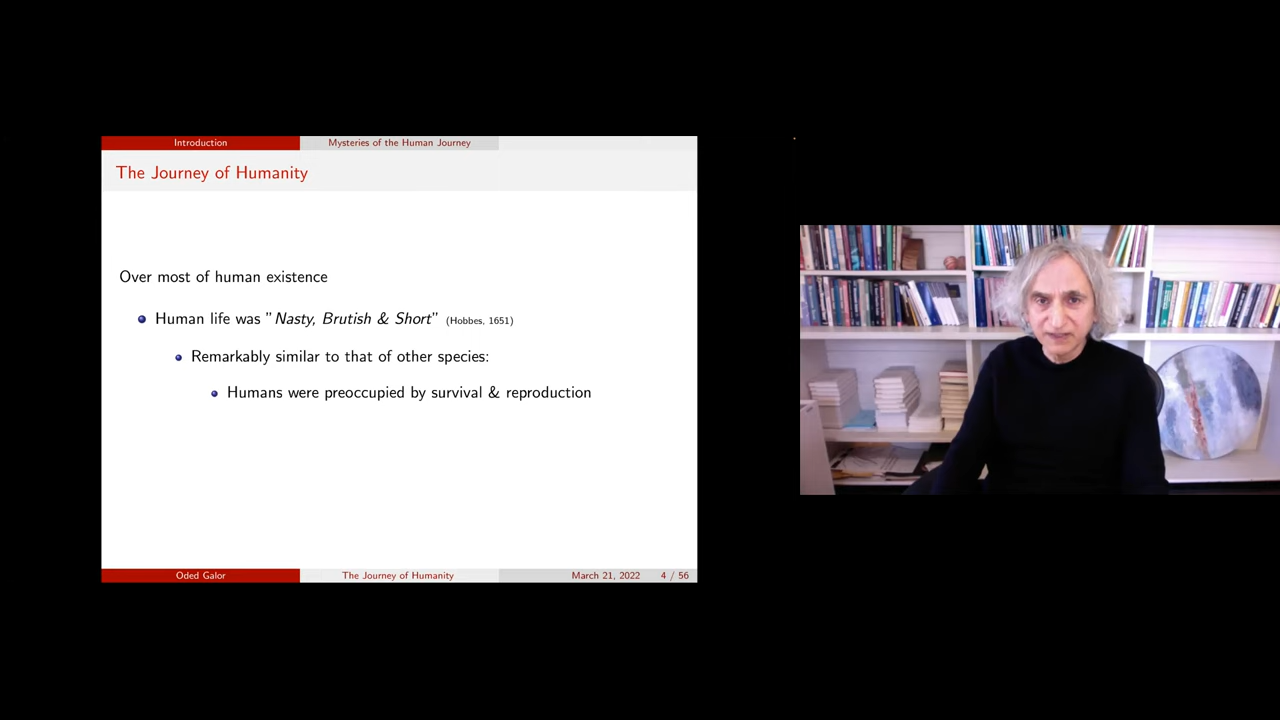 Introduction
Mysteries of the Human Journey
The Journey of Humanity
Over most of human existence
Human life was "Nasty, Brutish & Short" (Hobbes, 1651)
Remarkably similar to that of other species:
Humans were preoccupied by survival & reproduction
Oded Galor
The Journey of Humanity
March 21, 2022
4 / 56